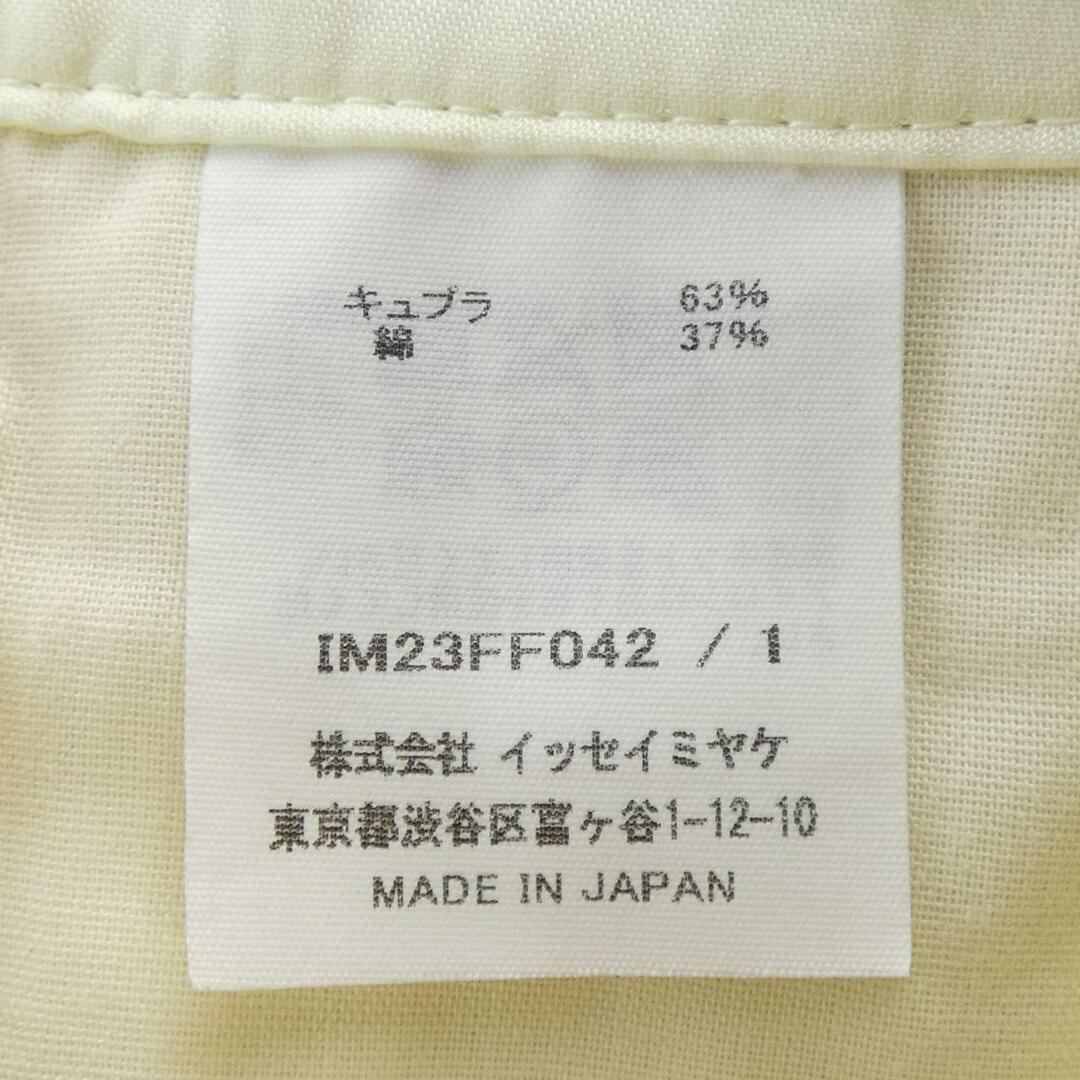 キュプラ 63%
綿 37%
IM23FF042 / 1
株式会社 イッセイミヤケ
東京都渋谷区富ヶ谷1-12-10
MADE IN JAPAN